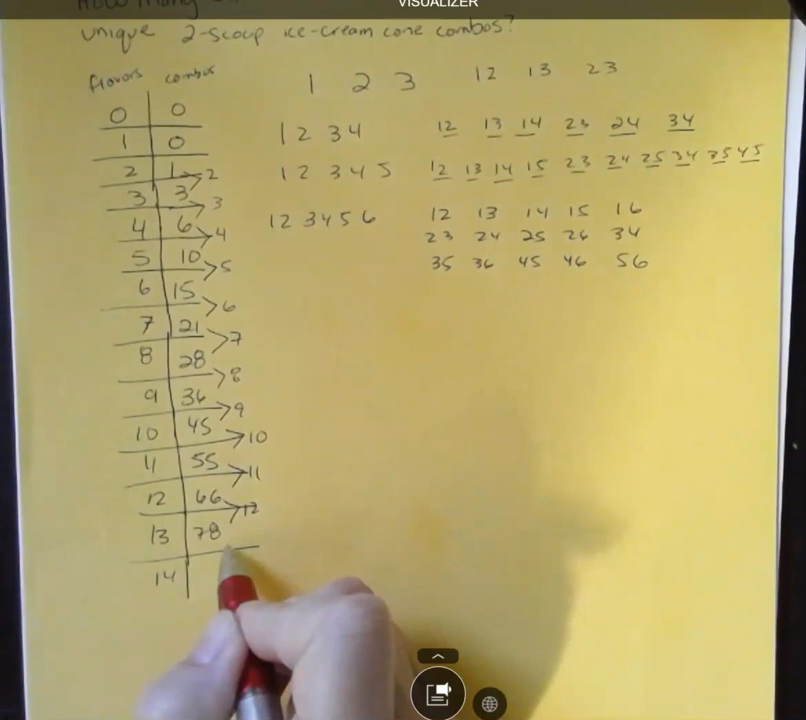 VISUALIZER
How many
unique 2-scoop ice-cream cone combos?
flavors combos
0 0
1 0
2 1 >2
3 3 >3
4 6 >4
5 10 >5
6 15 >6
7 21 >7
8 28 >8
9 36 >9
10 45 >10
11 55 >11
12 66 >12
13 78
14
1 2 3 12 13 23
1 2 3 4 12 13 14 23 24 34
1 2 3 4 5 12 13 14 15 23 24 25 34 35 45
1 2 3 4 5 6 12 13 14 15 16
23 24 25 26 34
35 36 45 46 56